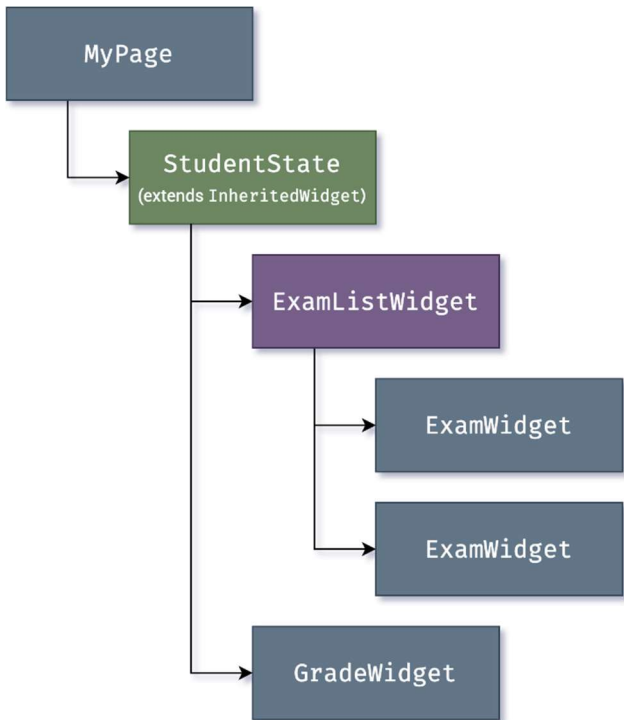 MyPage
StudentState
(extends InheritedWidget)
ExamListWidget
ExamWidget
ExamWidget
GradeWidget